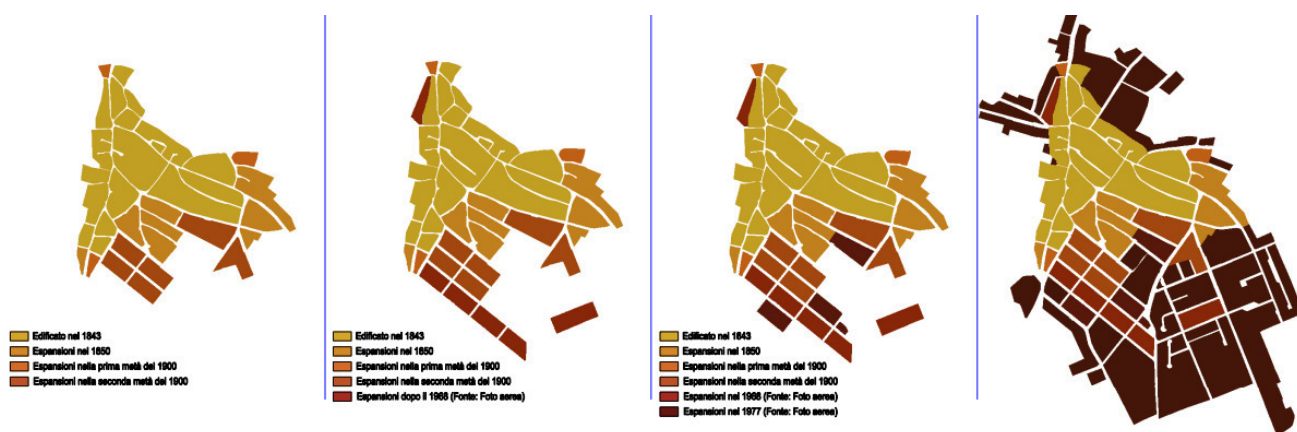 Edificato nel 1843
Espansioni nel 1850
Espansioni nella prima metà del 1900
Espansioni nella seconda metà del 1900
Edificato nel 1843
Espansioni nel 1850
Espansioni nella prima metà del 1900
Espansioni nella seconda metà del 1900
Espansioni dopo il 1968 (Fonte: Foto aerea)
Edificato nel 1843
Espansioni nel 1850
Espansioni nella prima metà del 1900
Espansioni nella seconda metà del 1900
Espansioni nel 1968 (Fonte: Foto aerea)
Espansioni nel 1977 (Fonte: Foto aerea)